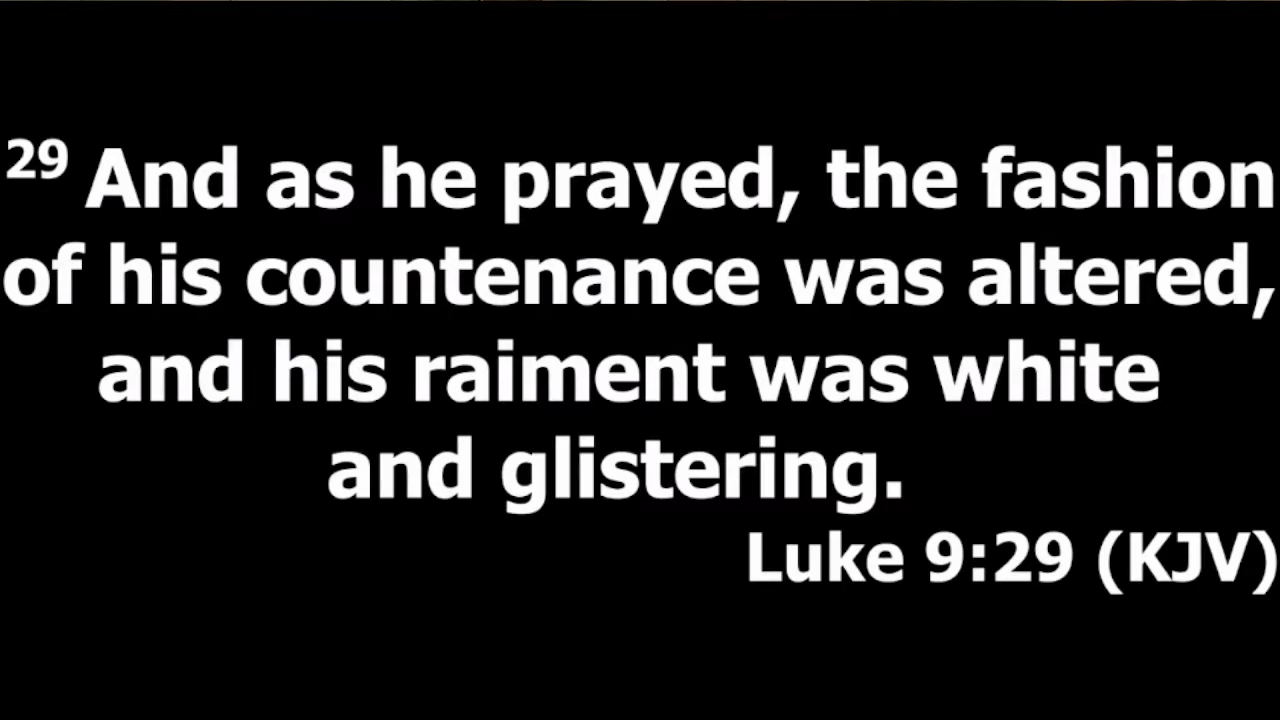 29 And as he prayed, the fashion
of his countenance was altered,
and his raiment was white
and glistering.
Luke 9:29 (KJV)